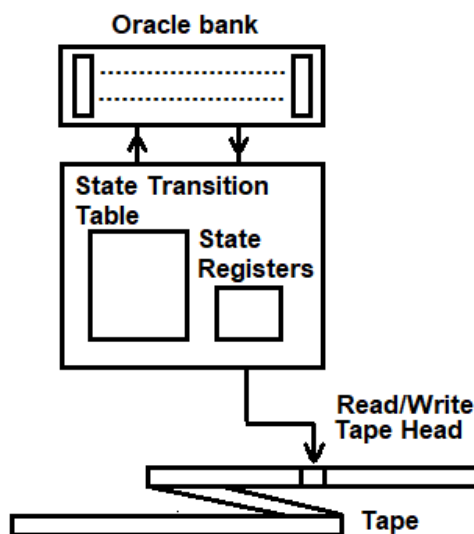 Oracle bank
State Transition
Table
State
Registers
Read/Write
Tape Head
Tape